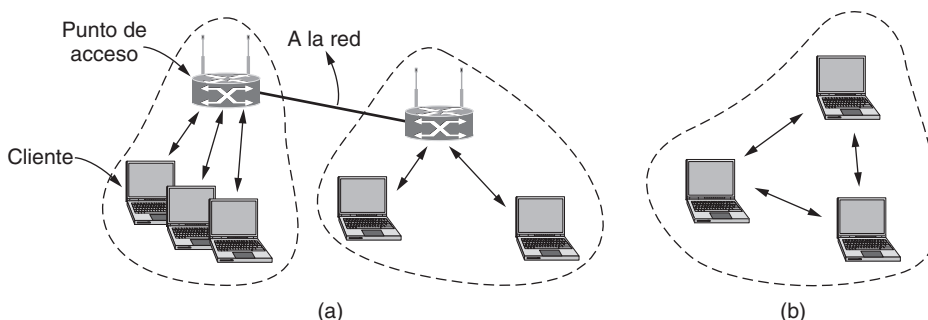 Punto de
acceso
A la red
Cliente
(a)
(b)